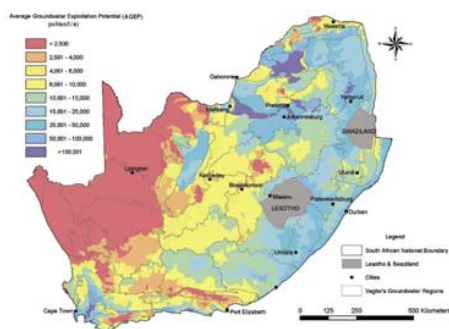 Average Groundwater Exploitation Potential (AGEP)
< 2,500
2,501 - 4,000
4,001 - 6,000
6,001 - 10,000
10,001 - 15,000
15,001 - 25,000
25,001 - 50,000
50,001 - 100,000
>100,001
Messina
Gaborone
Mafikeng
Pretoria
Nelspruit
Johannesburg
SWAZILAND
Upington
Kimberley
Ulundi
Bloemfontein
Maseru
Pietermaritzburg
LESOTHO
Durban
Umtata
Cape Town
Port Elizabeth
Legend
South African National Boundary
Lesotho & Swaziland
Cities
Vegter's Groundwater Regions
0 125 250 500 Kilometers